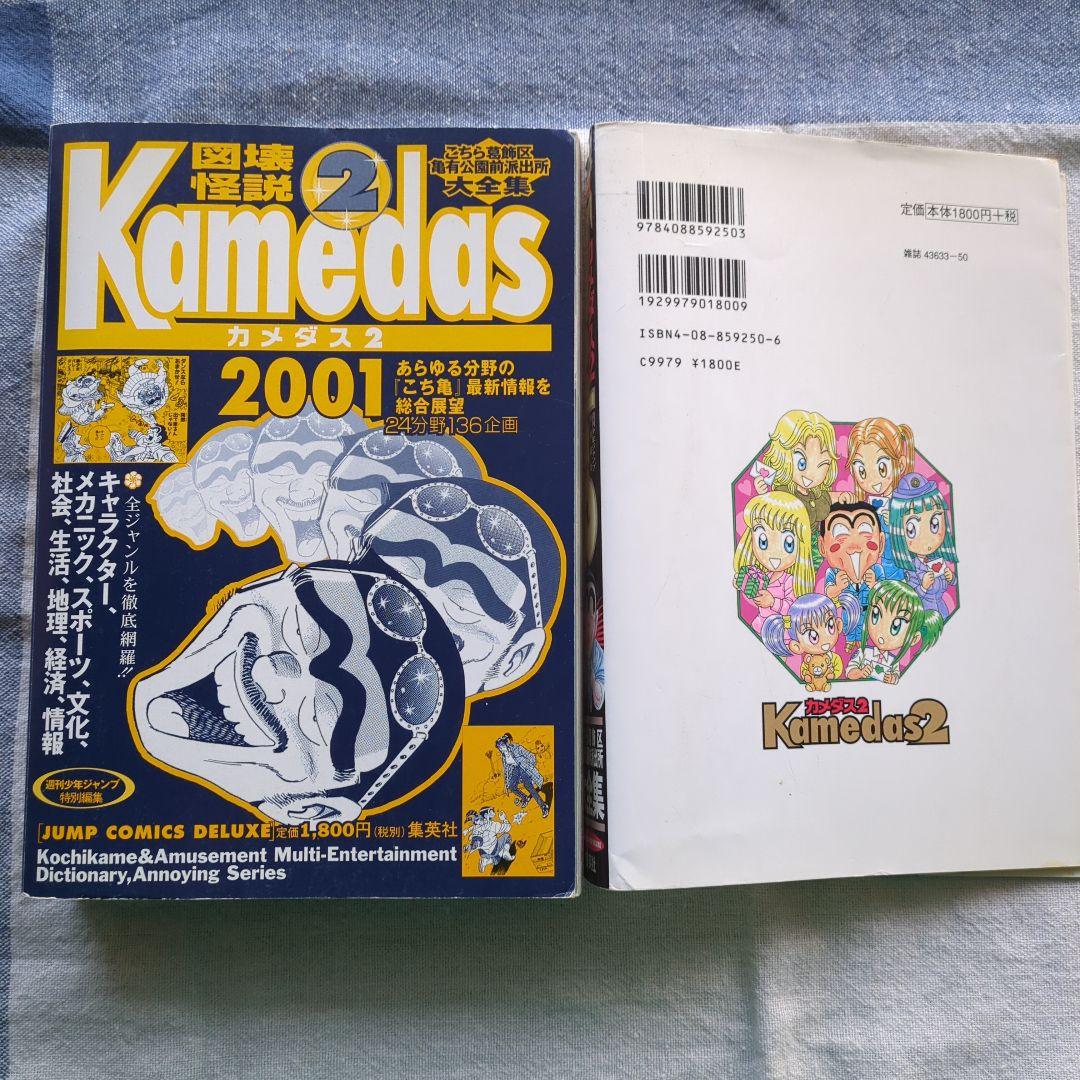 図壊
怪説
2
こちら葛飾区
亀有公園前派出所
大全集
Kamedas
カメダス2
2001
あらゆる分野の
『こち亀』最新情報を
総合展望
24分野136企画
全ジャンルを徹底網羅!!
キャラクター、
メカニック、スポーツ、文化、
社会、生活、地理、経済、情報
週刊少年ジャンプ
特別編集
[JUMP COMICS DELUXE]定価1,800円(税別)集英社
Kochikame&Amusement Multi-Entertainment
Dictionary,Annoying Series
9784088592503
1929979018009
ISBN4-08-859250-6
C9979 ¥1800E
定価 本体1800円+税
雑誌 43633-50
カメダス2
Kamedas2